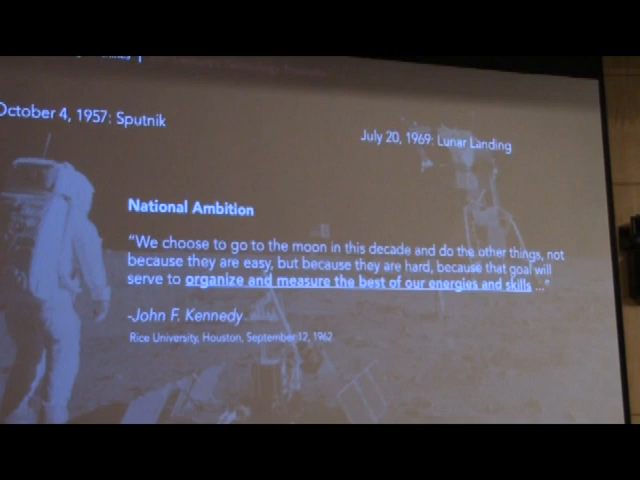 October 4, 1957: Sputnik
July 20, 1969: Lunar Landing
National Ambition
“We choose to go to the moon in this decade and do the other things, not
because they are easy, but because they are hard, because that goal will
serve to organize and measure the best of our energies and skills ...”
-John F. Kennedy
Rice University, Houston, September 12, 1962